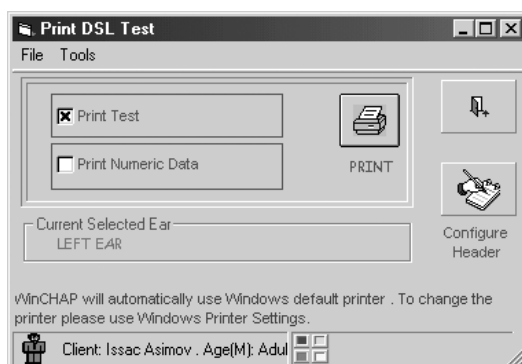 Print DSL Test
File Tools
Print Test
Print Numeric Data
PRINT
Current Selected Ear
LEFT EAR
Configure
Header
WinCHAP will automatically use Windows default printer . To change the
printer please use Windows Printer Settings.
Client: Issac Asimov . Age(M): Adul